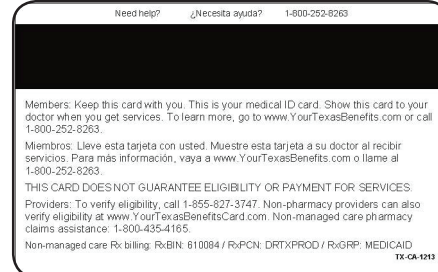 Need help? ¿Necesita ayuda? 1-800-252-8263
Members: Keep this card with you. This is your medical ID card. Show this card to your
doctor when you get services. To learn more, go to www.YourTexasBenefits.com or call
1-800-252-8263.
Miembros: Lleve esta tarjeta con usted. Muestre esta tarjeta a su doctor al recibir
servicios. Para más información, vaya a www.YourTexasBenefits.com o llame al
1-800-252-8263.
THIS CARD DOES NOT GUARANTEE ELIGIBILITY OR PAYMENT FOR SERVICES.
Providers: To verify eligibility, call 1-855-827-3747. Non-pharmacy providers can also
verify eligibility at www.YourTexasBenefitsCard.com. Non-managed care pharmacy
claims assistance: 1-800-435-4165.
Non-managed care Rx billing: RxBIN: 610084 / RxPCN: DRTXPROD / RxGRP: MEDICAID
TX-CA-1213